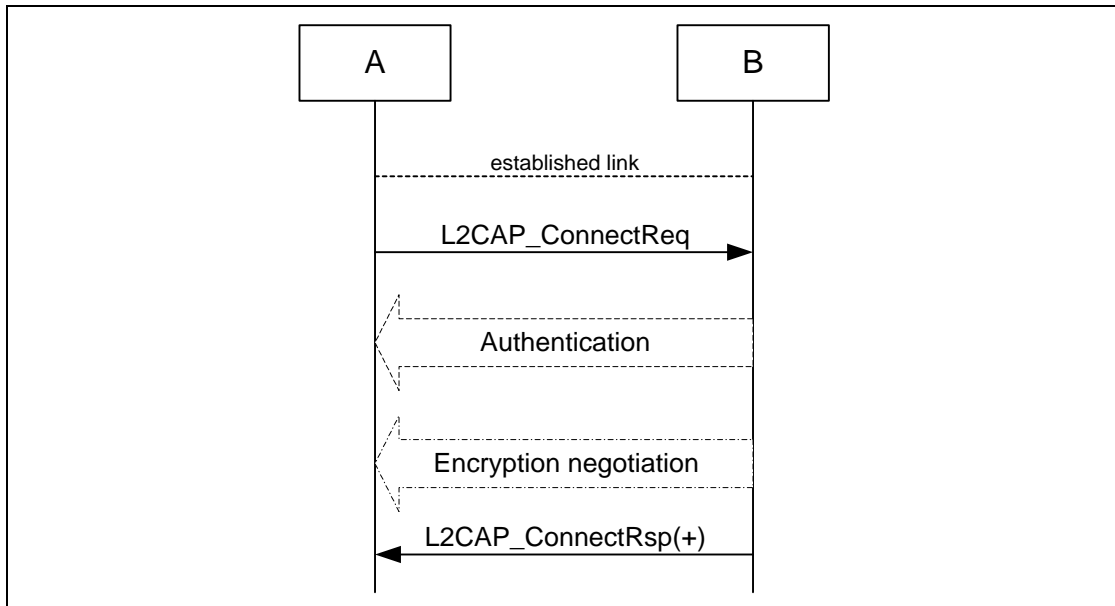 A
B
established link
L2CAP_ConnectReq
Authentication
Encryption negotiation
L2CAP_ConnectRsp(+)